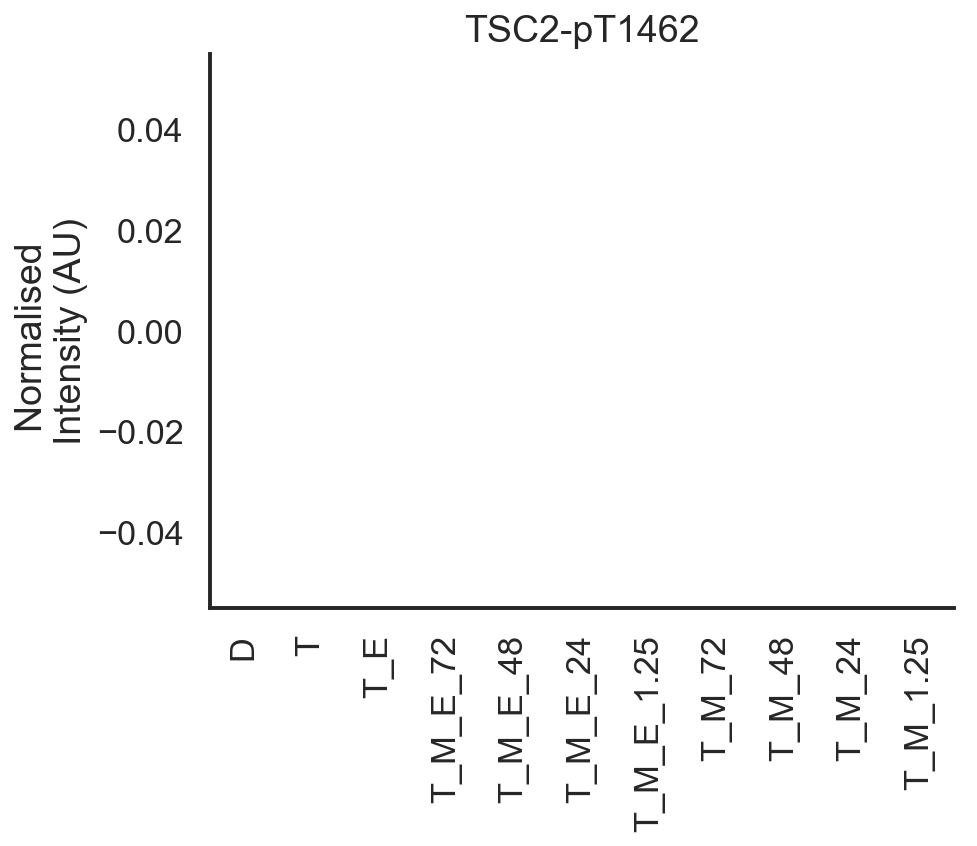 TSC2-pT1462
Normalised
Intensity (AU)
0.04
0.02
0.00
−0.02
−0.04
D
T
T_E
T_M_E_72
T_M_E_48
T_M_E_24
T_M_E_1.25
T_M_72
T_M_48
T_M_24
T_M_1.25